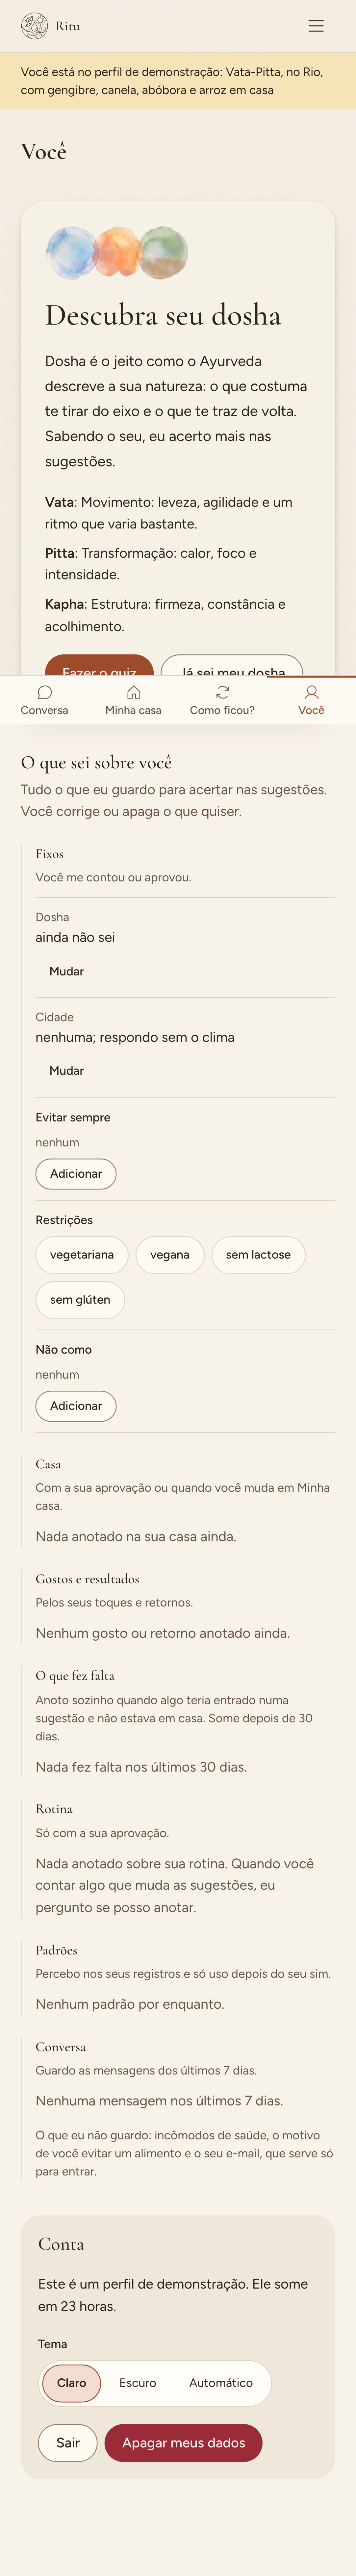 Ritu
Você está no perfil de demonstração: Vata-Pitta, no Rio,
com gengibre, canela, abóbora e arroz em casa
Você
Descubra seu dosha
Dosha é o jeito como o Ayurveda
descreve a sua natureza: o que costuma
te tirar do eixo e o que te traz de volta.
Sabendo o seu, eu acerto mais nas
sugestões.
Vata: Movimento: leveza, agilidade e um
ritmo que varia bastante.
Pitta: Transformação: calor, foco e
intensidade.
Kapha: Estrutura: firmeza, constância e
acolhimento.
Fazer o quiz
Já sei meu dosha
Conversa
Minha casa
Como ficou?
Você
O que sei sobre você
Tudo o que eu guardo para acertar nas sugestões.
Você corrige ou apaga o que quiser.
Fixos
Você me contou ou aprovou.
Dosha
ainda não sei
Mudar
Cidade
nenhuma; respondo sem o clima
Mudar
Evitar sempre
nenhum
Adicionar
Restrições
vegetariana
vegana
sem lactose
sem glúten
Não como
nenhum
Adicionar
Casa
Com a sua aprovação ou quando você muda em Minha
casa.
Nada anotado na sua casa ainda.
Gostos e resultados
Pelos seus toques e retornos.
Nenhum gosto ou retorno anotado ainda.
O que fez falta
Anoto sozinho quando algo teria entrado numa
sugestão e não estava em casa. Some depois de 30
dias.
Nada fez falta nos últimos 30 dias.
Rotina
Só com a sua aprovação.
Nada anotado sobre sua rotina. Quando você
contar algo que muda as sugestões, eu
pergunto se posso anotar.
Padrões
Percebo nos seus registros e só uso depois do seu sim.
Nenhum padrão por enquanto.
Conversa
Guardo as mensagens dos últimos 7 dias.
Nenhuma mensagem nos últimos 7 dias.
O que eu não guardo: incômodos de saúde, o motivo
de você evitar um alimento e o seu e-mail, que serve só
para entrar.
Conta
Este é um perfil de demonstração. Ele some
em 23 horas.
Tema
Claro
Escuro
Automático
Sair
Apagar meus dados